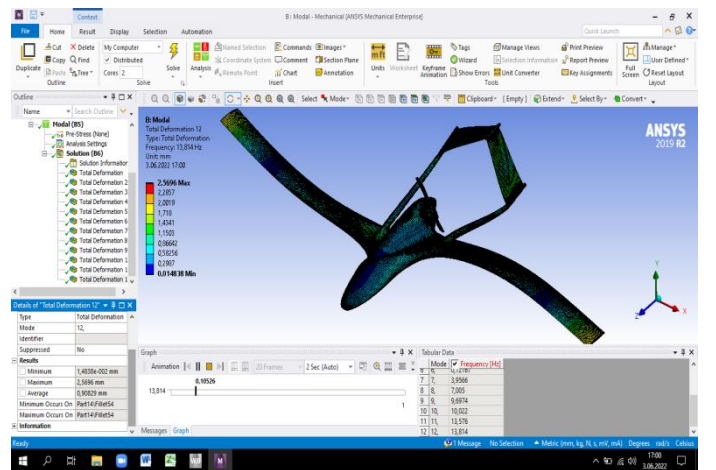 Context
B: Modal - Mechanical [ANSYS Mechanical Enterprise]
File Home Result Display Selection Automation
Quick Launch
Duplicate
Cut
Copy
Paste
Delete
Find
Tree
Outline
My Computer
Distributed
Cores 2
Solve
Solve
Analysis
Named Selection
Coordinate System
Remote Point
Commands
Comment
Chart
Images
Section Plane
Annotation
Insert
Units
Worksheet
Keyframe Animation
Tags
Wizard
Show Errors
Manage Views
Selection Information
Unit Converter
Print Preview
Report Preview
Key Assignments
Tools
Full Screen
Manage
User Defined
Reset Layout
Layout
Outline
Name Search Outline
Select Mode Clipboard [Empty] Extend Select By Convert
Modal (B5)
Pre-Stress (None)
Analysis Settings
Solution (B6)
Solution Informatior
Total Deformation
Total Deformation 2
Total Deformation 3
Total Deformation 4
Total Deformation 5
Total Deformation 6
Total Deformation 7
Total Deformation 8
Total Deformation 9
Total Deformation 1
Total Deformation 1
Total Deformation 1
B: Modal
Total Deformation 12
Type: Total Deformation
Frequency: 13,814 Hz
Unit: mm
3.06.2022 17:00
2,5696 Max
2,2857
2,0019
1,718
1,4341
1,1503
0,86642
0,58256
0,2987
0,014838 Min
ANSYS
2019 R2
Y
X
Z
Details of "Total Deformation 12"
Type Total Deformation
Mode 12,
Identifier
Suppressed No
Results
Minimum 1,4838e-002 mm
Maximum 2,5696 mm
Average 0,90829 mm
Minimum Occurs On Part14\Fillet54
Maximum Occurs On Part14\Fillet54
Information
Graph
Animation 20 Frames 2 Sec (Auto)
0,10526
13,814
1
Messages Graph
Tabular Data
Mode Frequency [Hz]
7 7, 3,9566
8 8, 7,005
9 9, 9,6974
10 10, 10,022
11 11, 13,576
12 12, 13,814
Ready
1 Message No Selection Metric (mm, kg, N, s, mV, mA) Degrees rad/s Celsius
17:00
3.06.2022